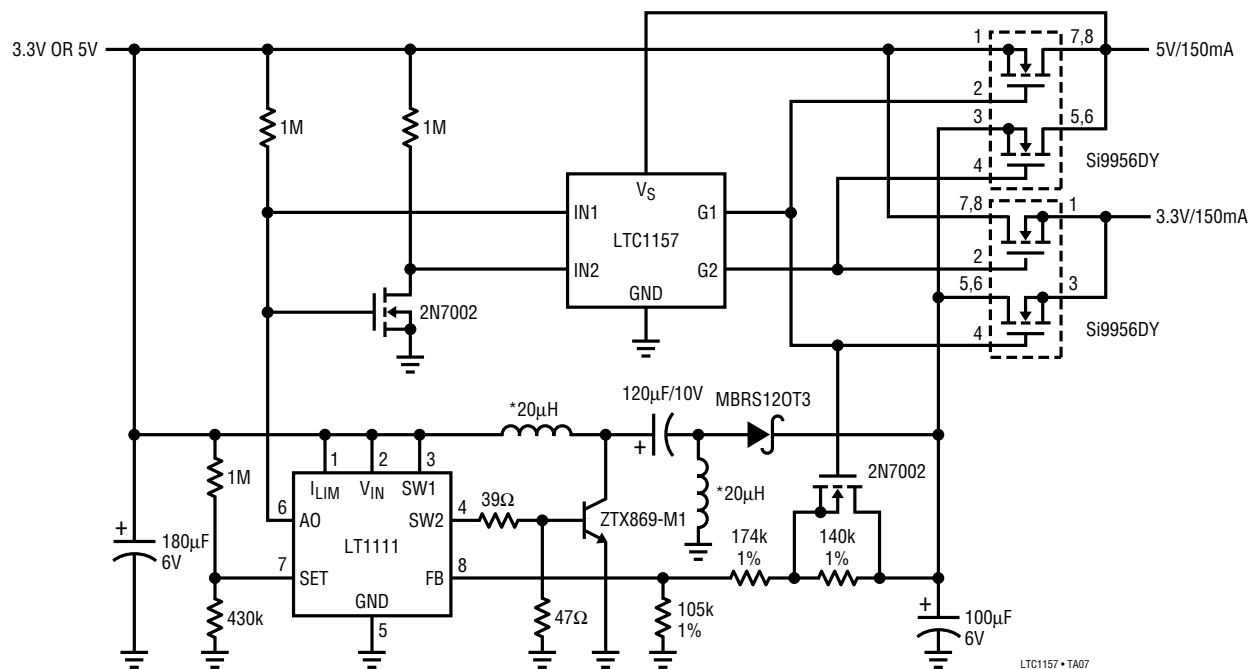 3.3V OR 5V
1
7,8
5V/150mA
2
1M
1M
3
5,6
Si9956DY
4
VS
IN1
G1
LTC1157
7,8
1
3.3V/150mA
IN2
G2
2
GND
5,6
3
2N7002
Si9956DY
4
120µF/10V
MBRS120T3
*20µH
2N7002
1M
1
2
3
ILIM
VIN
SW1
*20µH
39Ω
6
AO
SW2
4
ZTX869-M1
174k
1%
140k
1%
+
180µF
6V
LT1111
7
SET
FB
8
GND
430k
5
47Ω
105k
1%
+
100µF
6V
+
LTC1157 • TA07